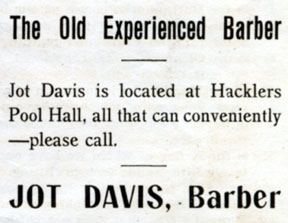 The Old Experienced Barber
Jot Davis is located at Hacklers
Pool Hall, all that can conveniently
—please call.
JOT DAVIS, Barber